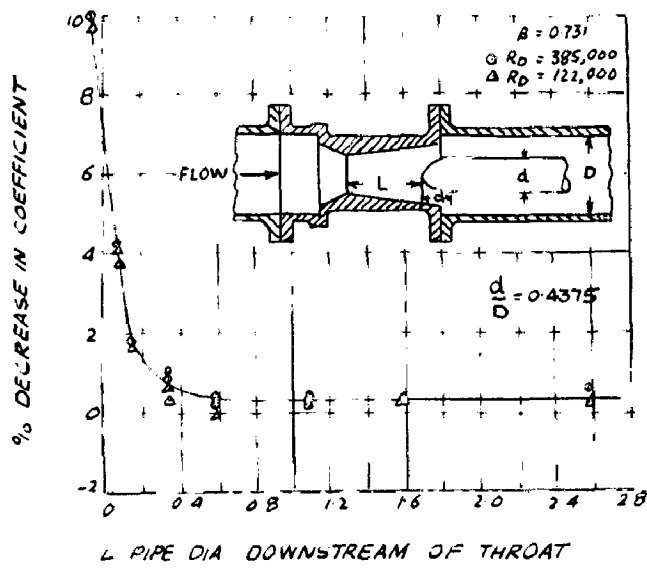 β = 0.731
⊙ R_D = 385,000
△ R_D = 122,000
% DECREASE IN COEFFICIENT
10
8
6
4
2
0
-2
FLOW
L
d
d
D
d/D = 0.4375
0 0.4 0.8 1.2 1.6 2.0 2.4 2.8
L PIPE DIA DOWNSTREAM OF THROAT